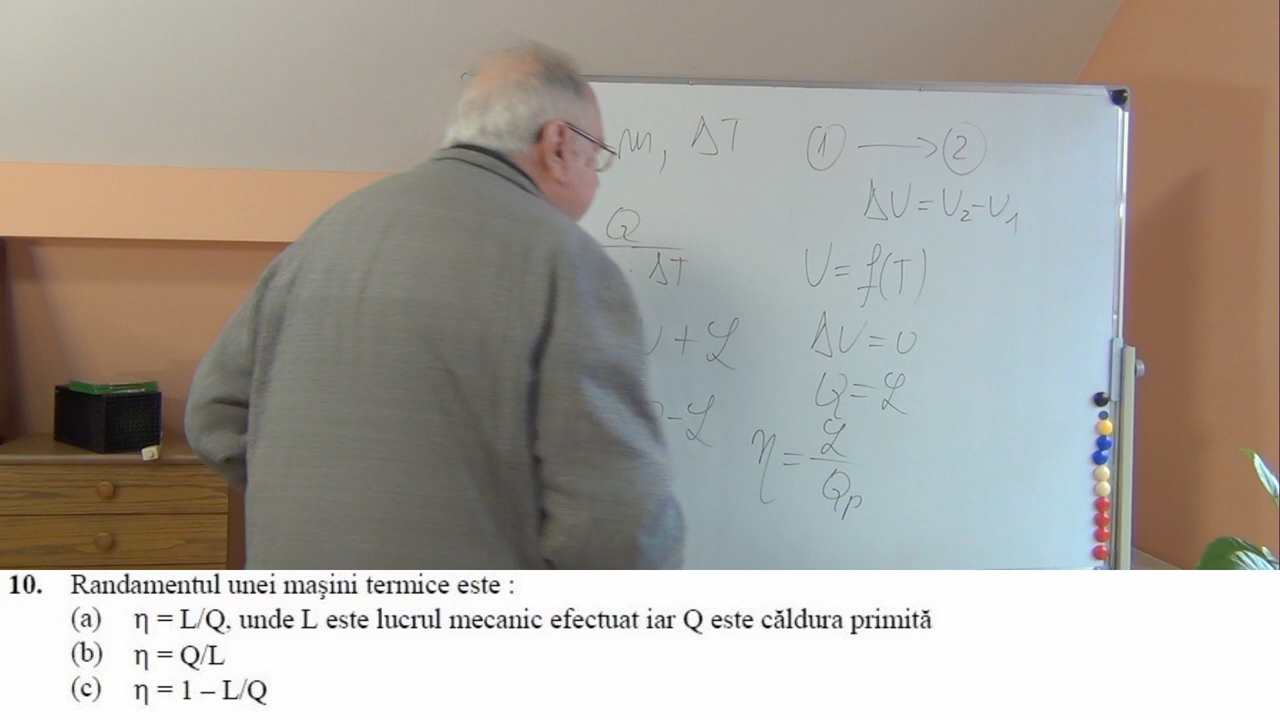 m, ΔT
Q
· ΔT
U + ℒ
- ℒ
① → ②
ΔU = U₂ - U₁
U = f(T)
ΔU = 0
Q = ℒ
η = ℒ / Qp
10. Randamentul unei mașini termice este :
(a) η = L/Q, unde L este lucrul mecanic efectuat iar Q este căldura primită
(b) η = Q/L
(c) η = 1 – L/Q